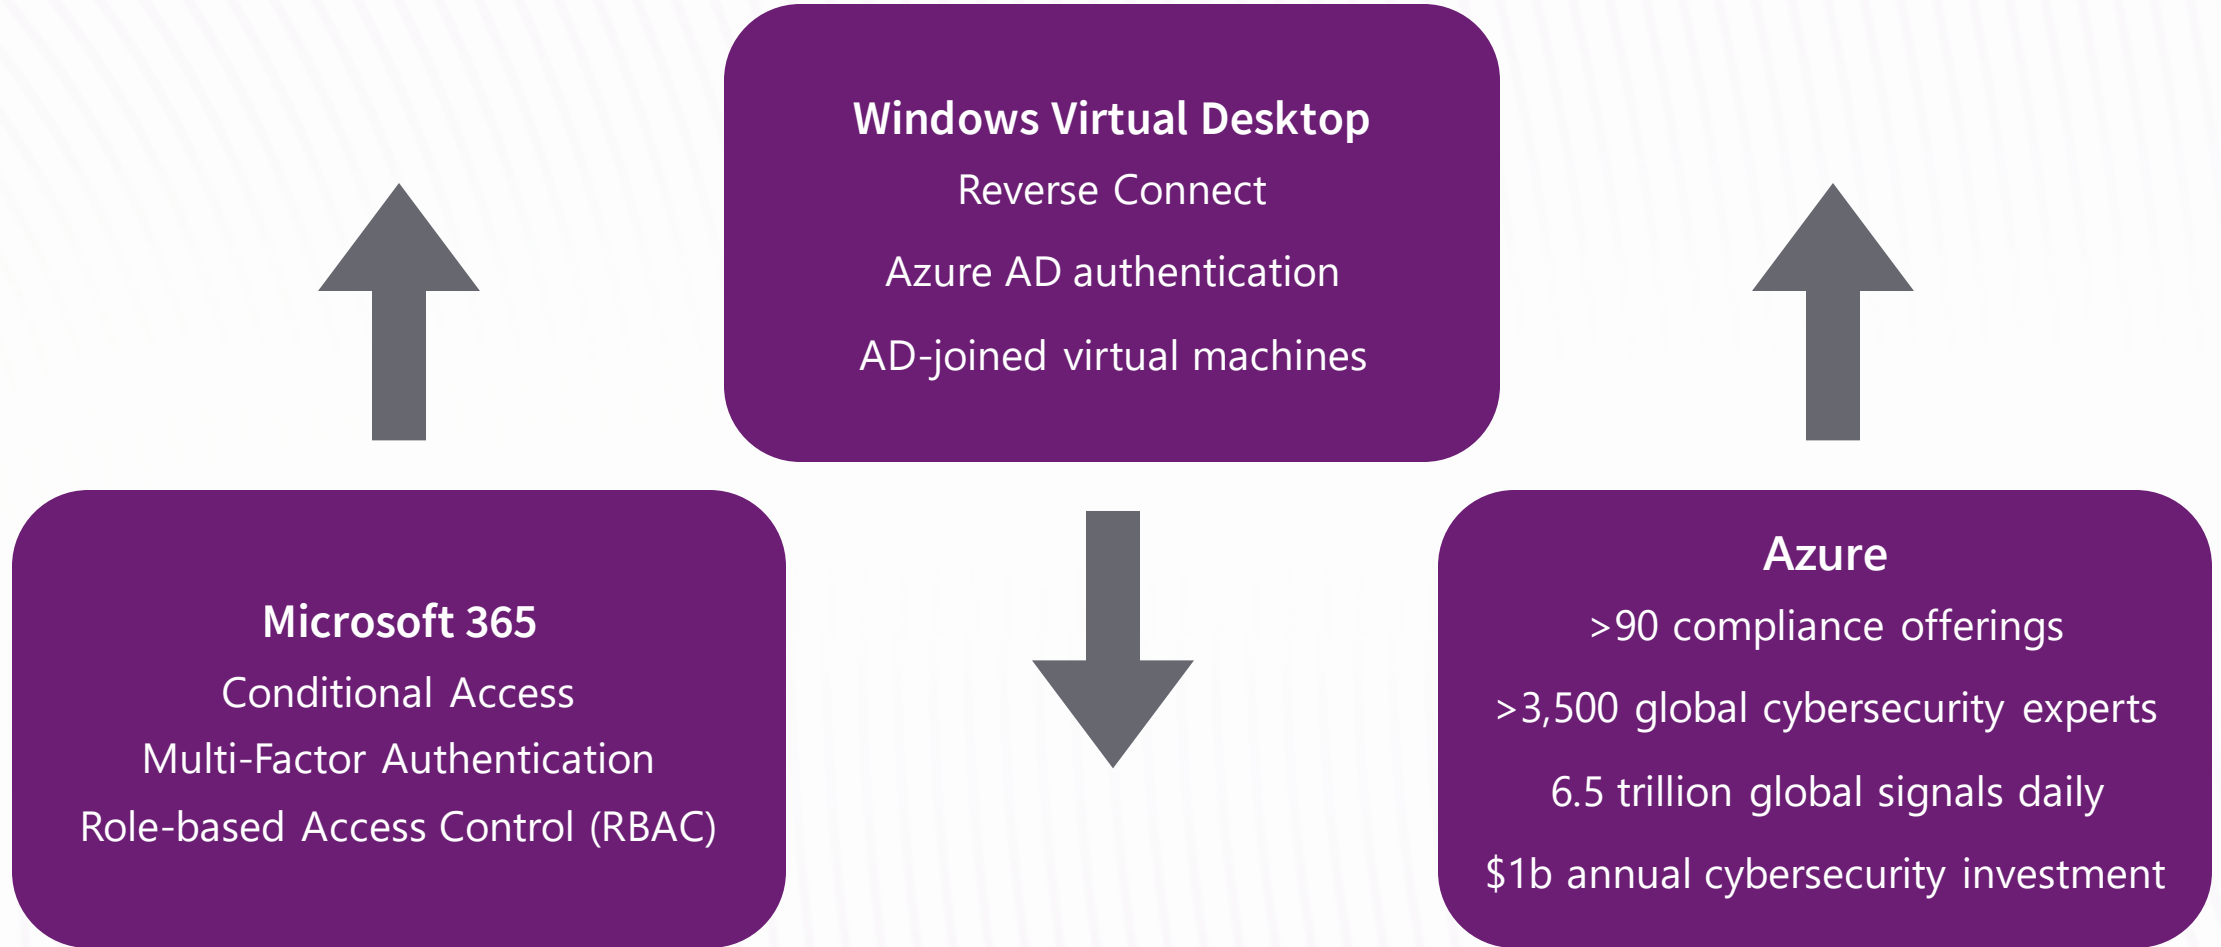 Windows Virtual Desktop
Reverse Connect
Azure AD authentication
AD-joined virtual machines
Microsoft 365
Conditional Access
Multi-Factor Authentication
Role-based Access Control (RBAC)
Azure
>90 compliance offerings
>3,500 global cybersecurity experts
6.5 trillion global signals daily
$1b annual cybersecurity investment